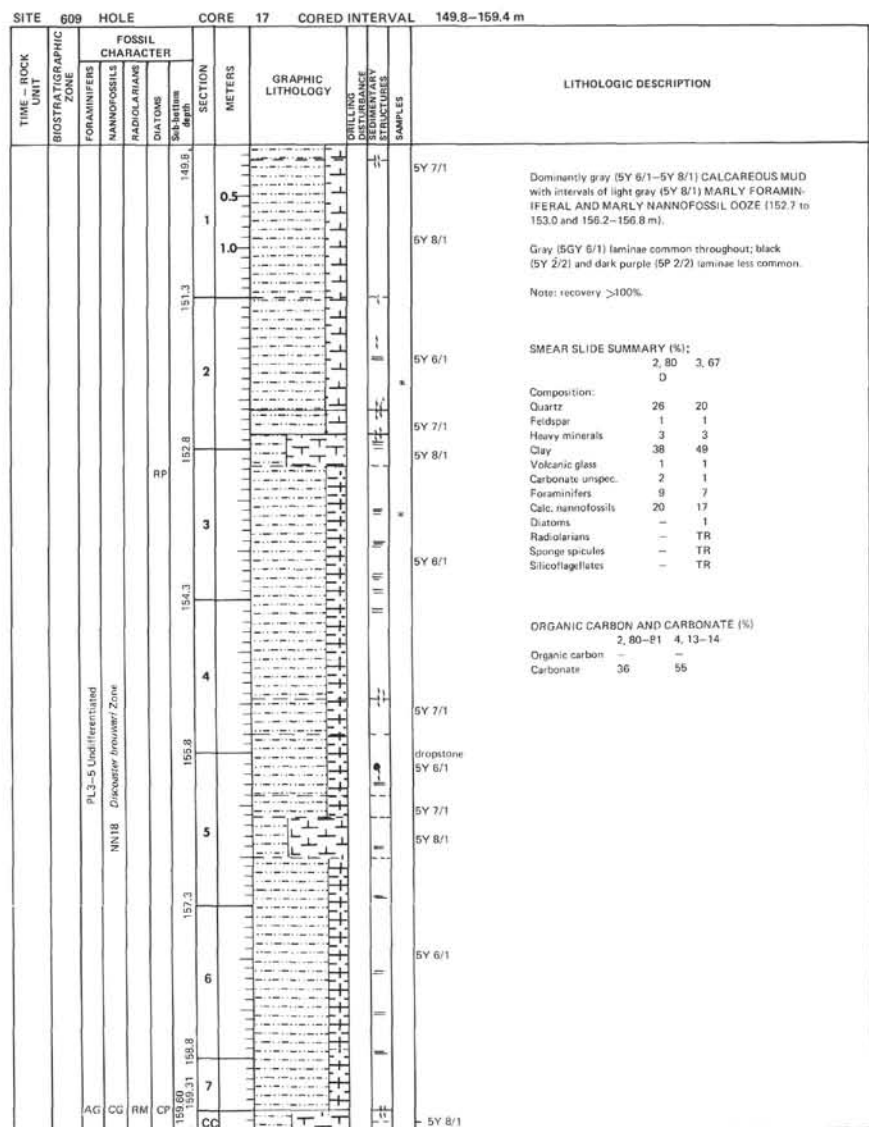 SITE 609 HOLE CORE 17 CORED INTERVAL 149.8–159.4 m
TIME – ROCK UNIT
BIOSTRATIGRAPHIC ZONE
FOSSIL CHARACTER
FORAMINIFERS
NANNOFOSSILS
RADIOLARIANS
DIATOMS
Sub-bottom depth
SECTION
METERS
GRAPHIC LITHOLOGY
DRILLING DISTURBANCE
SEDIMENTARY STRUCTURES
SAMPLES
LITHOLOGIC DESCRIPTION
149.8
5Y 7/1
0.5
1
1.0
5Y 8/1
151.3
5Y 6/1
2
*
5Y 7/1
152.8
5Y 8/1
RP
*
3
5Y 6/1
154.3
4
5Y 7/1
PL3–5 Undifferentiated
NN18 Discoaster brouweri Zone
155.8
dropstone
5Y 6/1
5Y 7/1
5
5Y 8/1
157.3
5Y 6/1
6
158.8
7
159.31
159.60
AG CG RM CP
CC
5Y 8/1
Dominantly gray (5Y 6/1–5Y 8/1) CALCAREOUS MUD
with intervals of light gray (5Y 8/1) MARLY FORAMIN-
IFERAL AND MARLY NANNOFOSSIL OOZE (152.7 to
153.0 and 156.2–156.8 m).
Gray (5GY 6/1) laminae common throughout; black
(5Y 2/2) and dark purple (5P 2/2) laminae less common.
Note: recovery >100%.
SMEAR SLIDE SUMMARY (%):
2, 80 3, 67
D
Composition:
Quartz 26 20
Feldspar 1 1
Heavy minerals 3 3
Clay 38 49
Volcanic glass 1 1
Carbonate unspec. 2 1
Foraminifers 9 7
Calc. nannofossils 20 17
Diatoms – 1
Radiolarians – TR
Sponge spicules – TR
Silicoflagellates – TR
ORGANIC CARBON AND CARBONATE (%)
2, 80–81 4, 13–14
Organic carbon – –
Carbonate 36 55